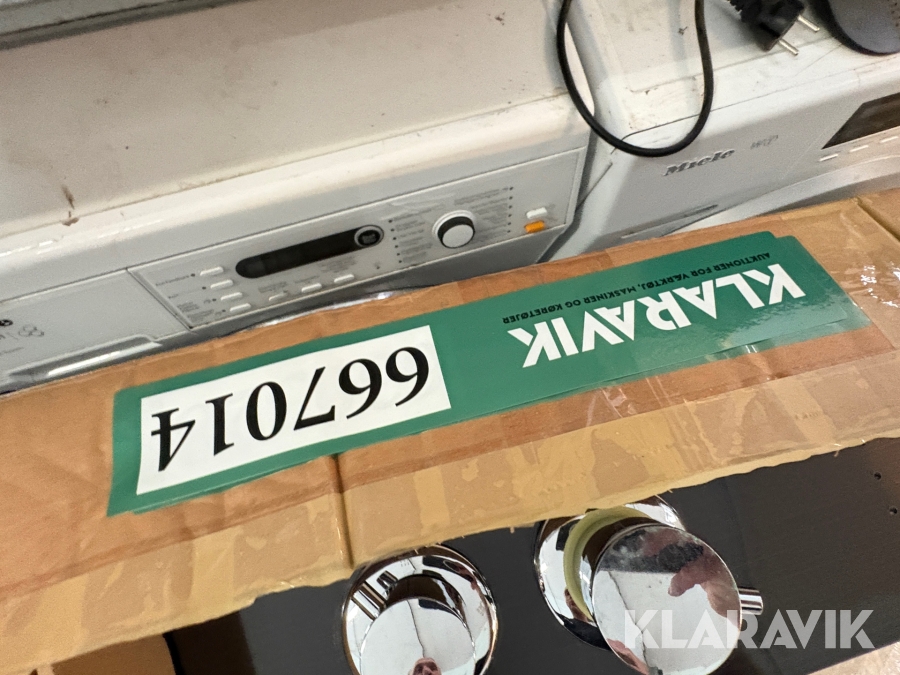 Miele
KLARAVIK
AUKTIONER FOR VÆRKTØJ, MASKINER OG KØRETØJER
667014
KLARAVIK